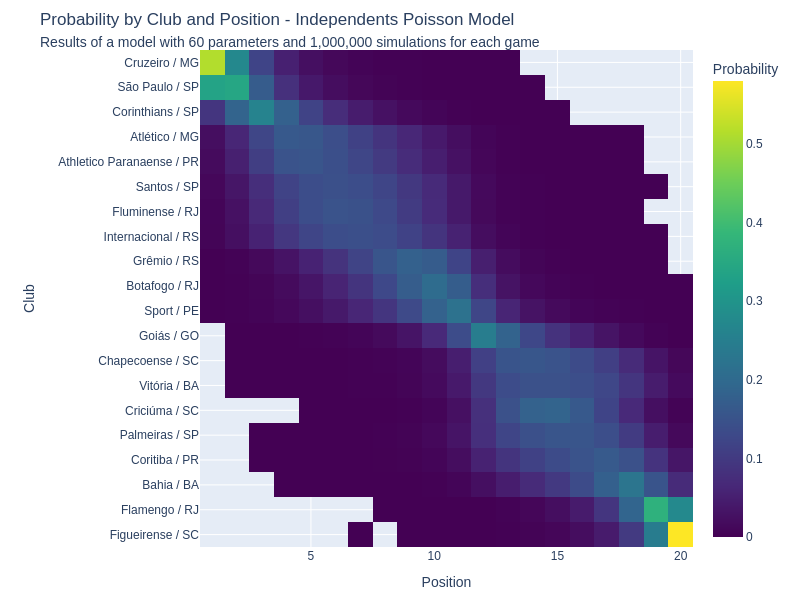 Probability by Club and Position - Independents Poisson Model
Results of a model with 60 parameters and 1,000,000 simulations for each game
Cruzeiro / MG
São Paulo / SP
Corinthians / SP
Atlético / MG
Athletico Paranaense / PR
Santos / SP
Fluminense / RJ
Internacional / RS
Grêmio / RS
Botafogo / RJ
Sport / PE
Goiás / GO
Chapecoense / SC
Vitória / BA
Criciúma / SC
Palmeiras / SP
Coritiba / PR
Bahia / BA
Flamengo / RJ
Figueirense / SC
Club
5
10
15
20
Position
Probability
0.5
0.4
0.3
0.2
0.1
0